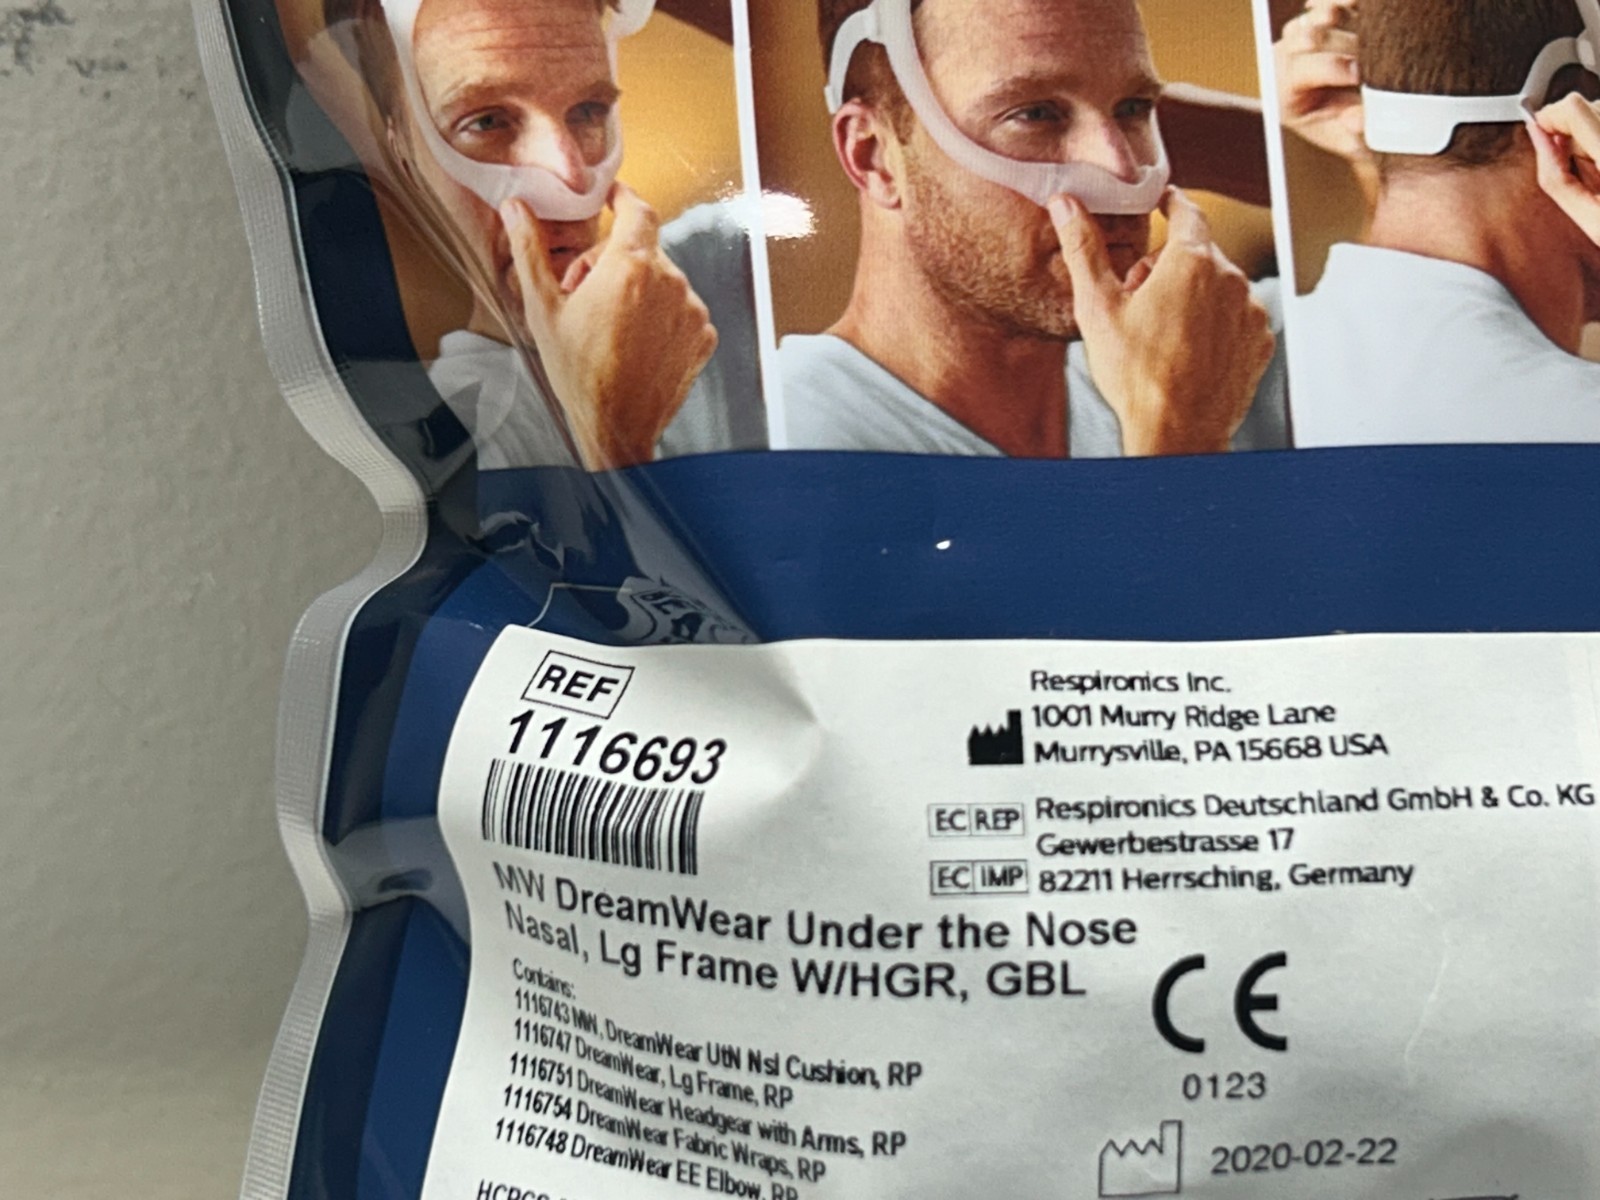 REF
1116693
Respironics Inc.
1001 Murry Ridge Lane
Murrysville, PA 15668 USA
EC REP
Respironics Deutschland GmbH & Co. KG
Gewerbestrasse 17
EC IMP
82211 Herrsching, Germany
MW DreamWear Under the Nose
Nasal, Lg Frame W/HGR, GBL
Contains:
1116743 MW, DreamWear UtN Nsl Cushion, RP
1116747 DreamWear, Lg Frame, RP
1116751 DreamWear Headgear with Arms, RP
1116754 DreamWear Fabric Wraps, RP
1116748 DreamWear EE Elbow, RP
CE
0123
2020-02-22